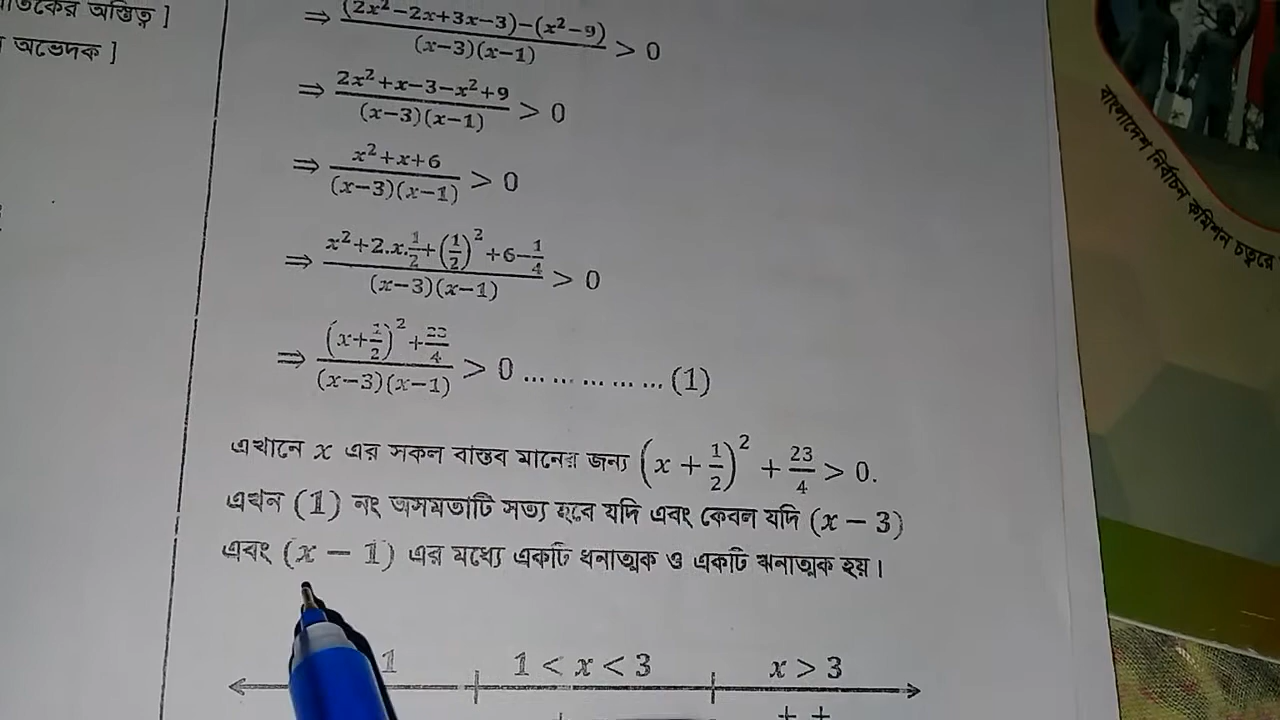 অস্তিত্ব ]
অভেদক ]
⇒ (2x²−2x+3x−3)−(x²−9) / (x−3)(x−1) > 0
⇒ 2x²+x−3−x²+9 / (x−3)(x−1) > 0
⇒ x²+x+6 / (x−3)(x−1) > 0
⇒ x²+2.x.1/2+(1/2)²+6−1/4 / (x−3)(x−1) > 0
⇒ (x+1/2)²+23/4 / (x−3)(x−1) > 0 … … … … … (1)
এখানে x এর সকল বাস্তব মানের জন্য (x + 1/2)² + 23/4 > 0.
এখন (1) নং অসমতাটি সত্য হবে যদি এবং কেবল যদি (x − 3)
এবং (x − 1) এর মধ্যে একটি ধনাত্মক ও একটি ঋনাত্মক হয়।
1 1 < x < 3 x > 3
+ +
বাংলাদেশ নির্বাচন কমিশন চত্বরে